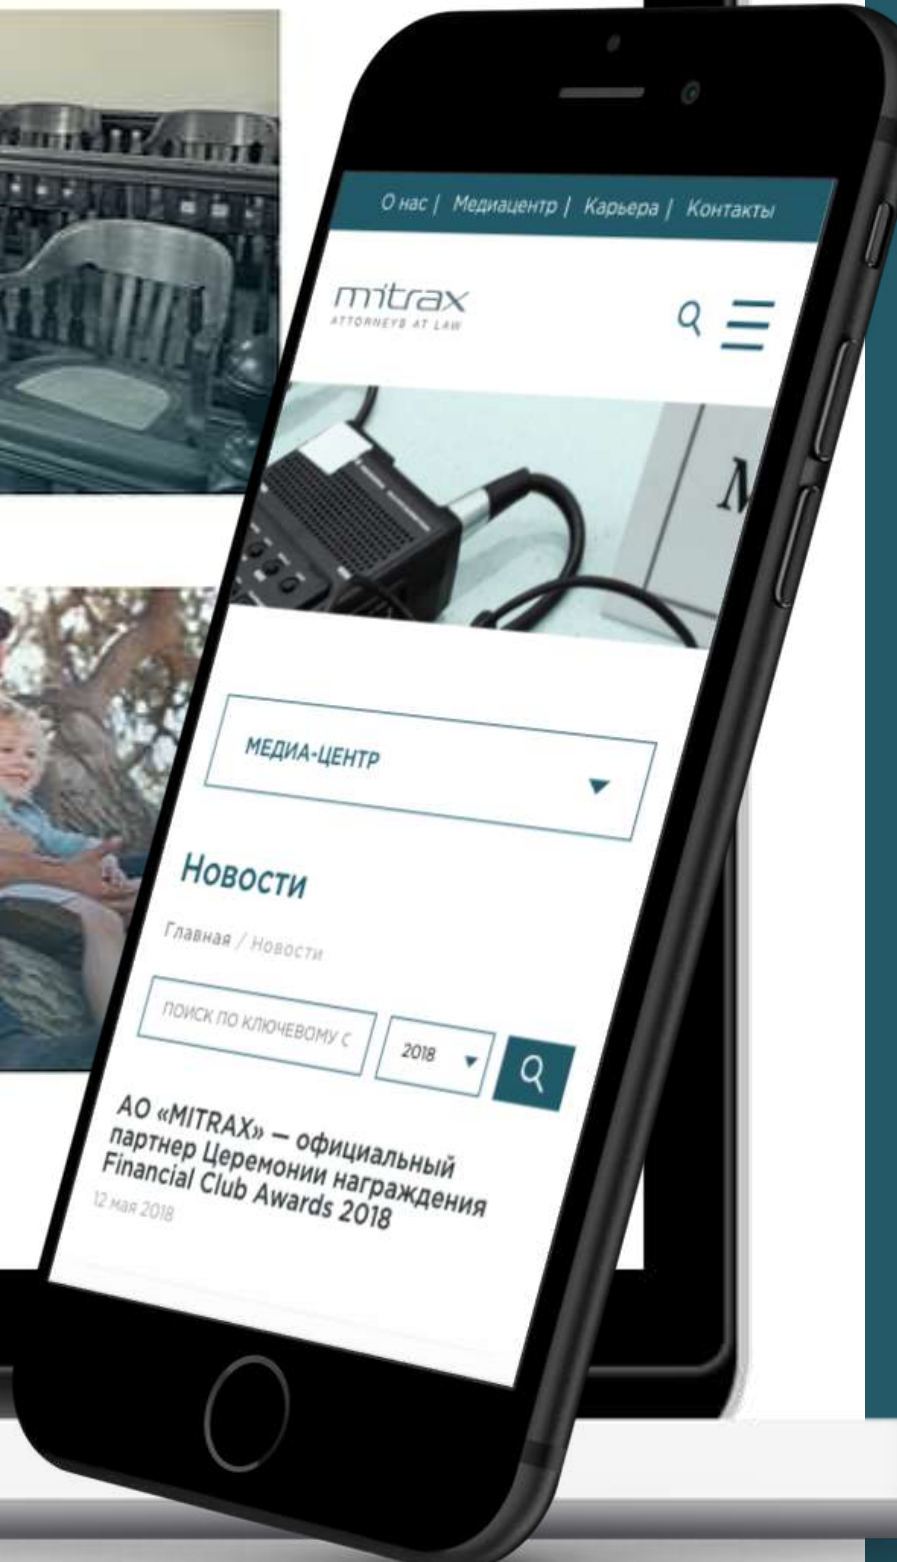 О нас | Медиацентр | Карьера | Контакты
mitrax
ATTORNEYS AT LAW
M
МЕДИА-ЦЕНТР
Новости
Главная / Новости
ПОИСК ПО КЛЮЧЕВОМУ С
2018
АО «MITRAX» — официальный
партнер Церемонии награждения
Financial Club Awards 2018
12 мая 2018